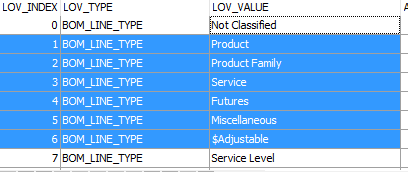 LOV_INDEX LOV_TYPE LOV_VALUE
0 BOM_LINE_TYPE Not Classified
1 BOM_LINE_TYPE Product
2 BOM_LINE_TYPE Product Family
3 BOM_LINE_TYPE Service
4 BOM_LINE_TYPE Futures
5 BOM_LINE_TYPE Miscellaneous
6 BOM_LINE_TYPE $Adjustable
7 BOM_LINE_TYPE Service Level